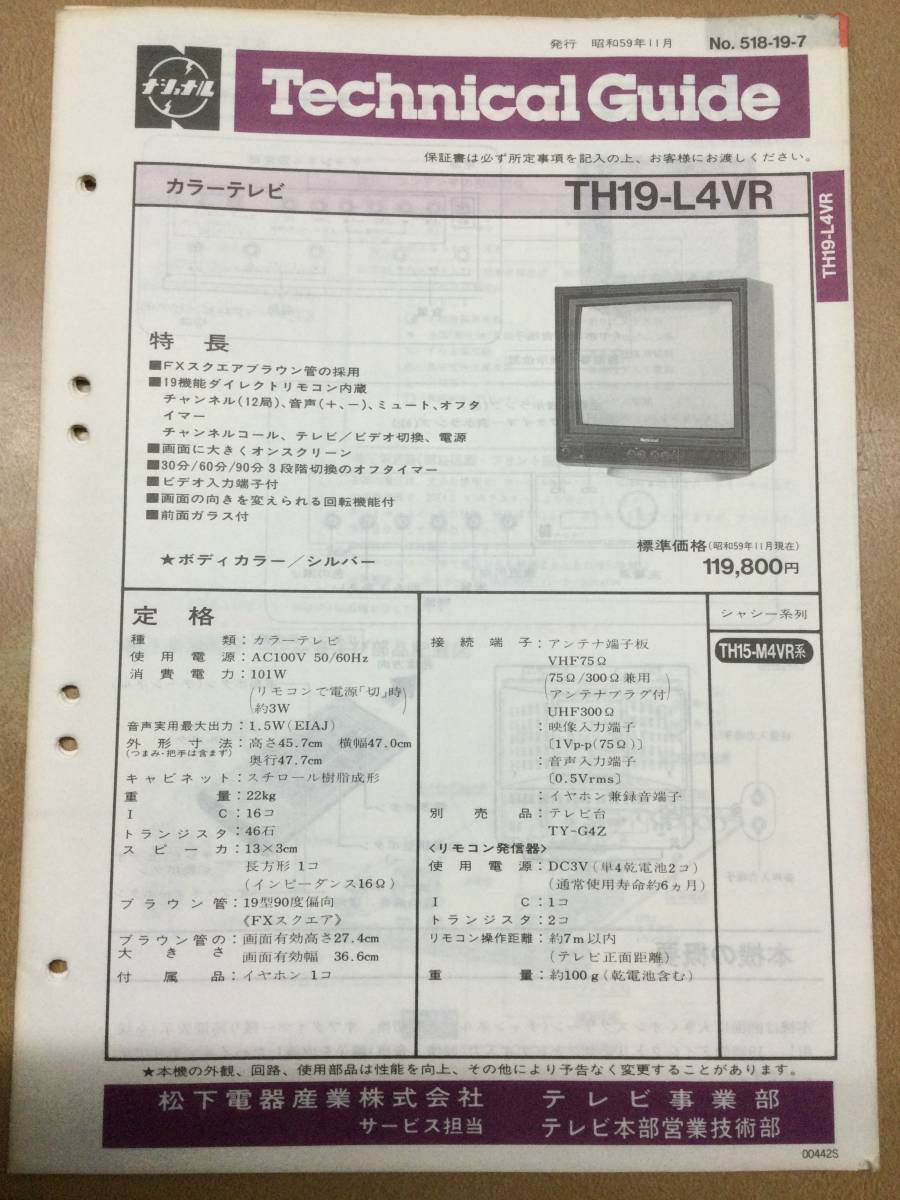 発行 昭和59年11月 No. 518-19-7
ナショナル
Technical Guide
保証書は必ず所定事項を記入の上、お客様にお渡しください。
カラーテレビ TH19-L4VR
TH19-L4VR
特長
■FXスクエアブラウン管の採用
■19機能ダイレクトリモコン内蔵
チャンネル(12局)、音声(+、-)、ミュート、オフタ
イマー
チャンネルコール、テレビ/ビデオ切換、電源
■画面に大きくオンスクリーン
■30分/60分/90分3段階切換のオフタイマー
■ビデオ入力端子付
■画面の向きを変えられる回転機能付
■前面ガラス付
★ボディカラー/シルバー
National
標準価格(昭和59年11月現在)
119,800円
定格
種類:カラーテレビ
使用電源:AC100V 50/60Hz
消費電力:101W
(リモコンで電源「切」時
約3W)
音声実用最大出力:1.5W(EIAJ)
外形寸法:高さ45.7cm 横幅47.0cm
(つまみ・把手は含まず) 奥行47.7cm
キャビネット:スチロール樹脂成形
重量:22kg
IC:16コ
トランジスタ:46石
スピーカ:13×3cm
長方形 1コ
(インピーダンス16Ω)
ブラウン管:19型90度偏向
《FXスクエア》
ブラウン管の:画面有効高さ27.4cm
大きさ 画面有効幅 36.6cm
付属品:イヤホン 1コ
接続端子:アンテナ端子板
VHF75Ω
(75Ω/300Ω兼用
アンテナプラグ付)
UHF300Ω
:映像入力端子
〔1Vp-p(75Ω)〕
:音声入力端子
〔0.5Vrms〕
:イヤホン兼録音端子
別売品:テレビ台
TY-G4Z
<リモコン発信器>
使用電源:DC3V(単4乾電池2コ)
(通常使用寿命約6ヵ月)
IC:1コ
トランジスタ:2コ
リモコン操作距離:約7m以内
(テレビ正面距離)
重量:約100g(乾電池含む)
シャシー系列
TH15-M4VR系
★本機の外観、回路、使用部品は性能を向上、その他により予告なく変更することがあります。
松下電器産業株式会社 テレビ事業部
サービス担当 テレビ本部営業技術部
00442S